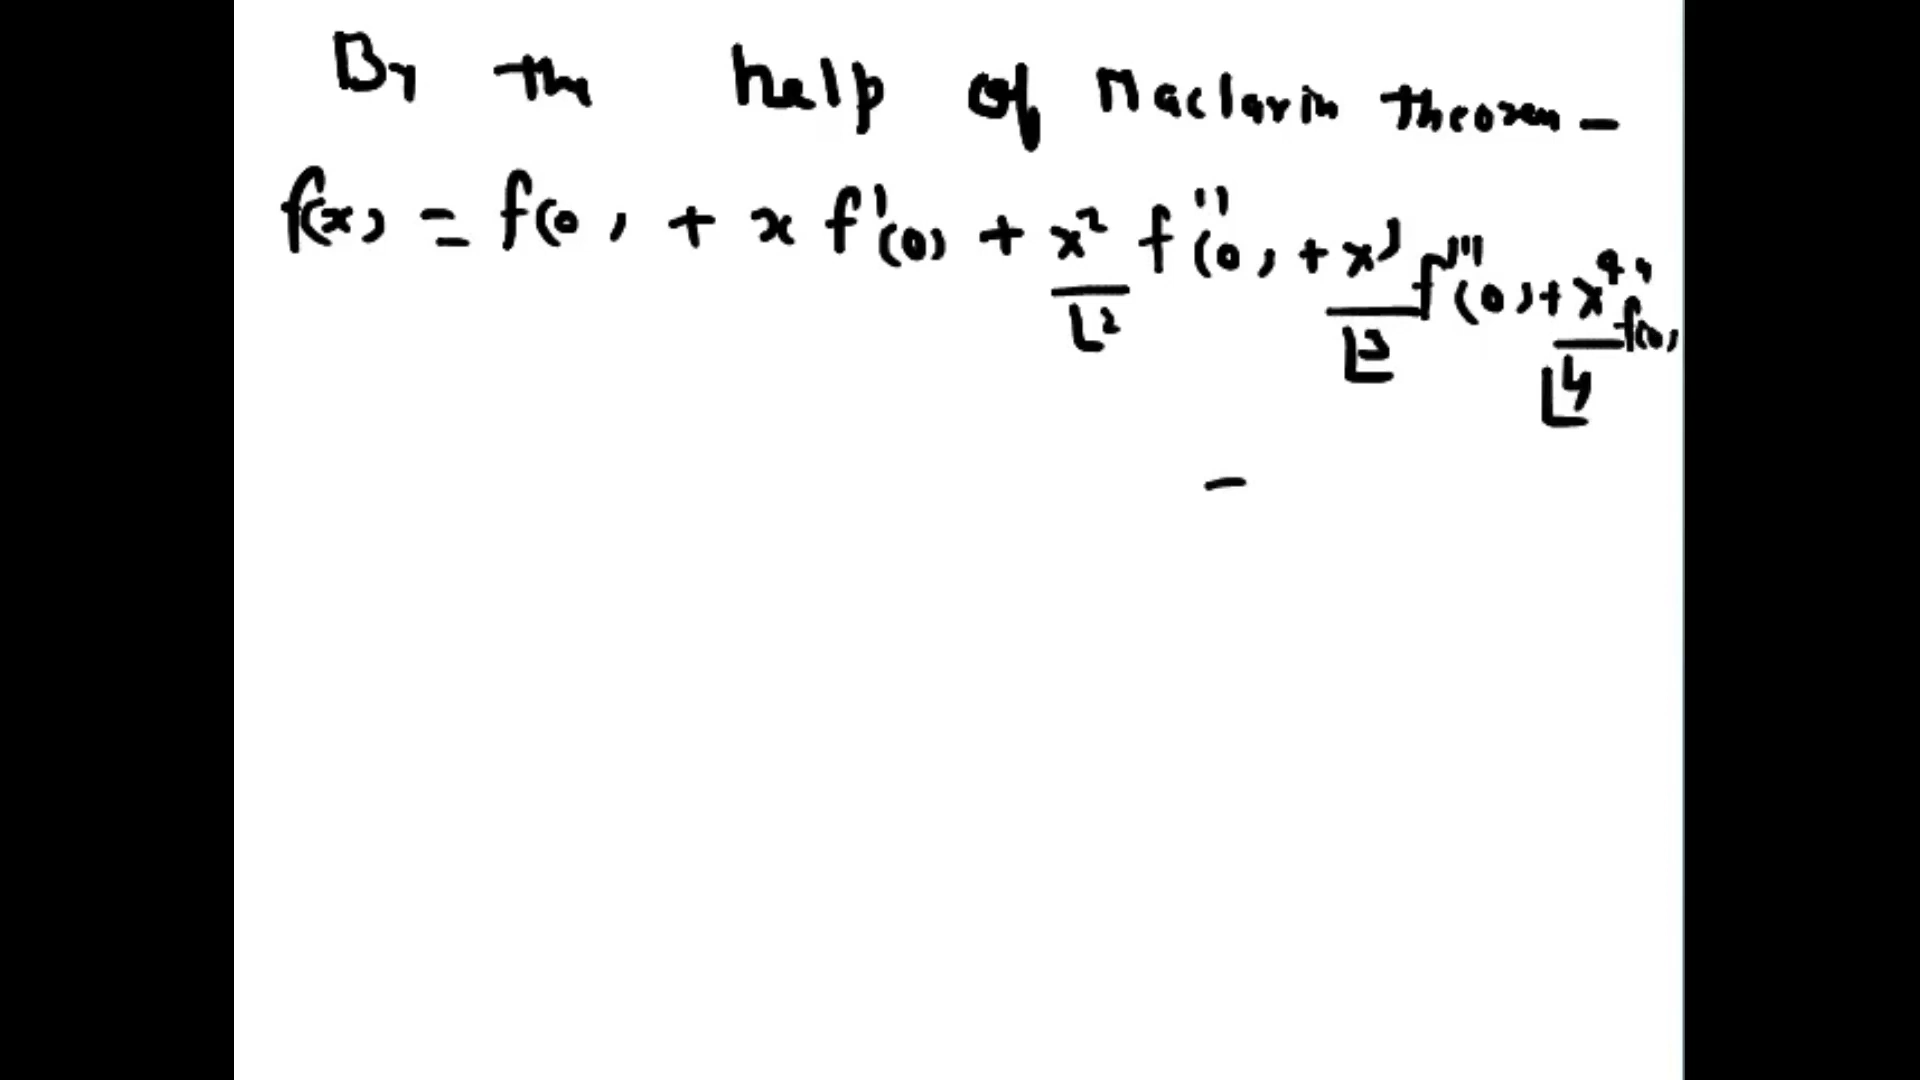 By the help of Maclarin theorem -
f(x) = f(0) + x f'(0) + x²/⌊2 f''(0) + x³/⌊3 f'''(0) + x⁴/⌊4 f''''(0)
-